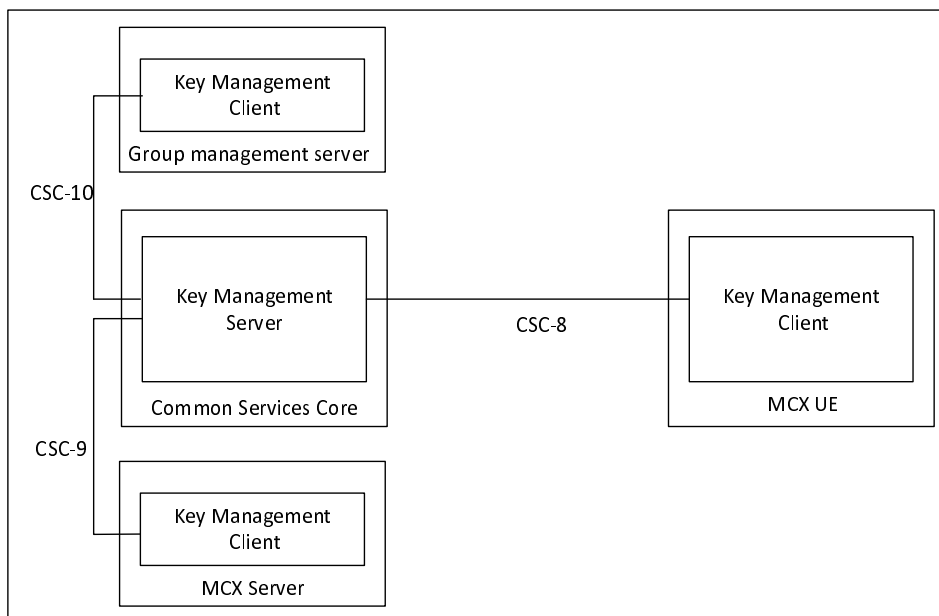 Key Management
Client
Group management server
CSC-10
Key Management
Server
Common Services Core
CSC-8
Key Management
Client
MCX UE
CSC-9
Key Management
Client
MCX Server